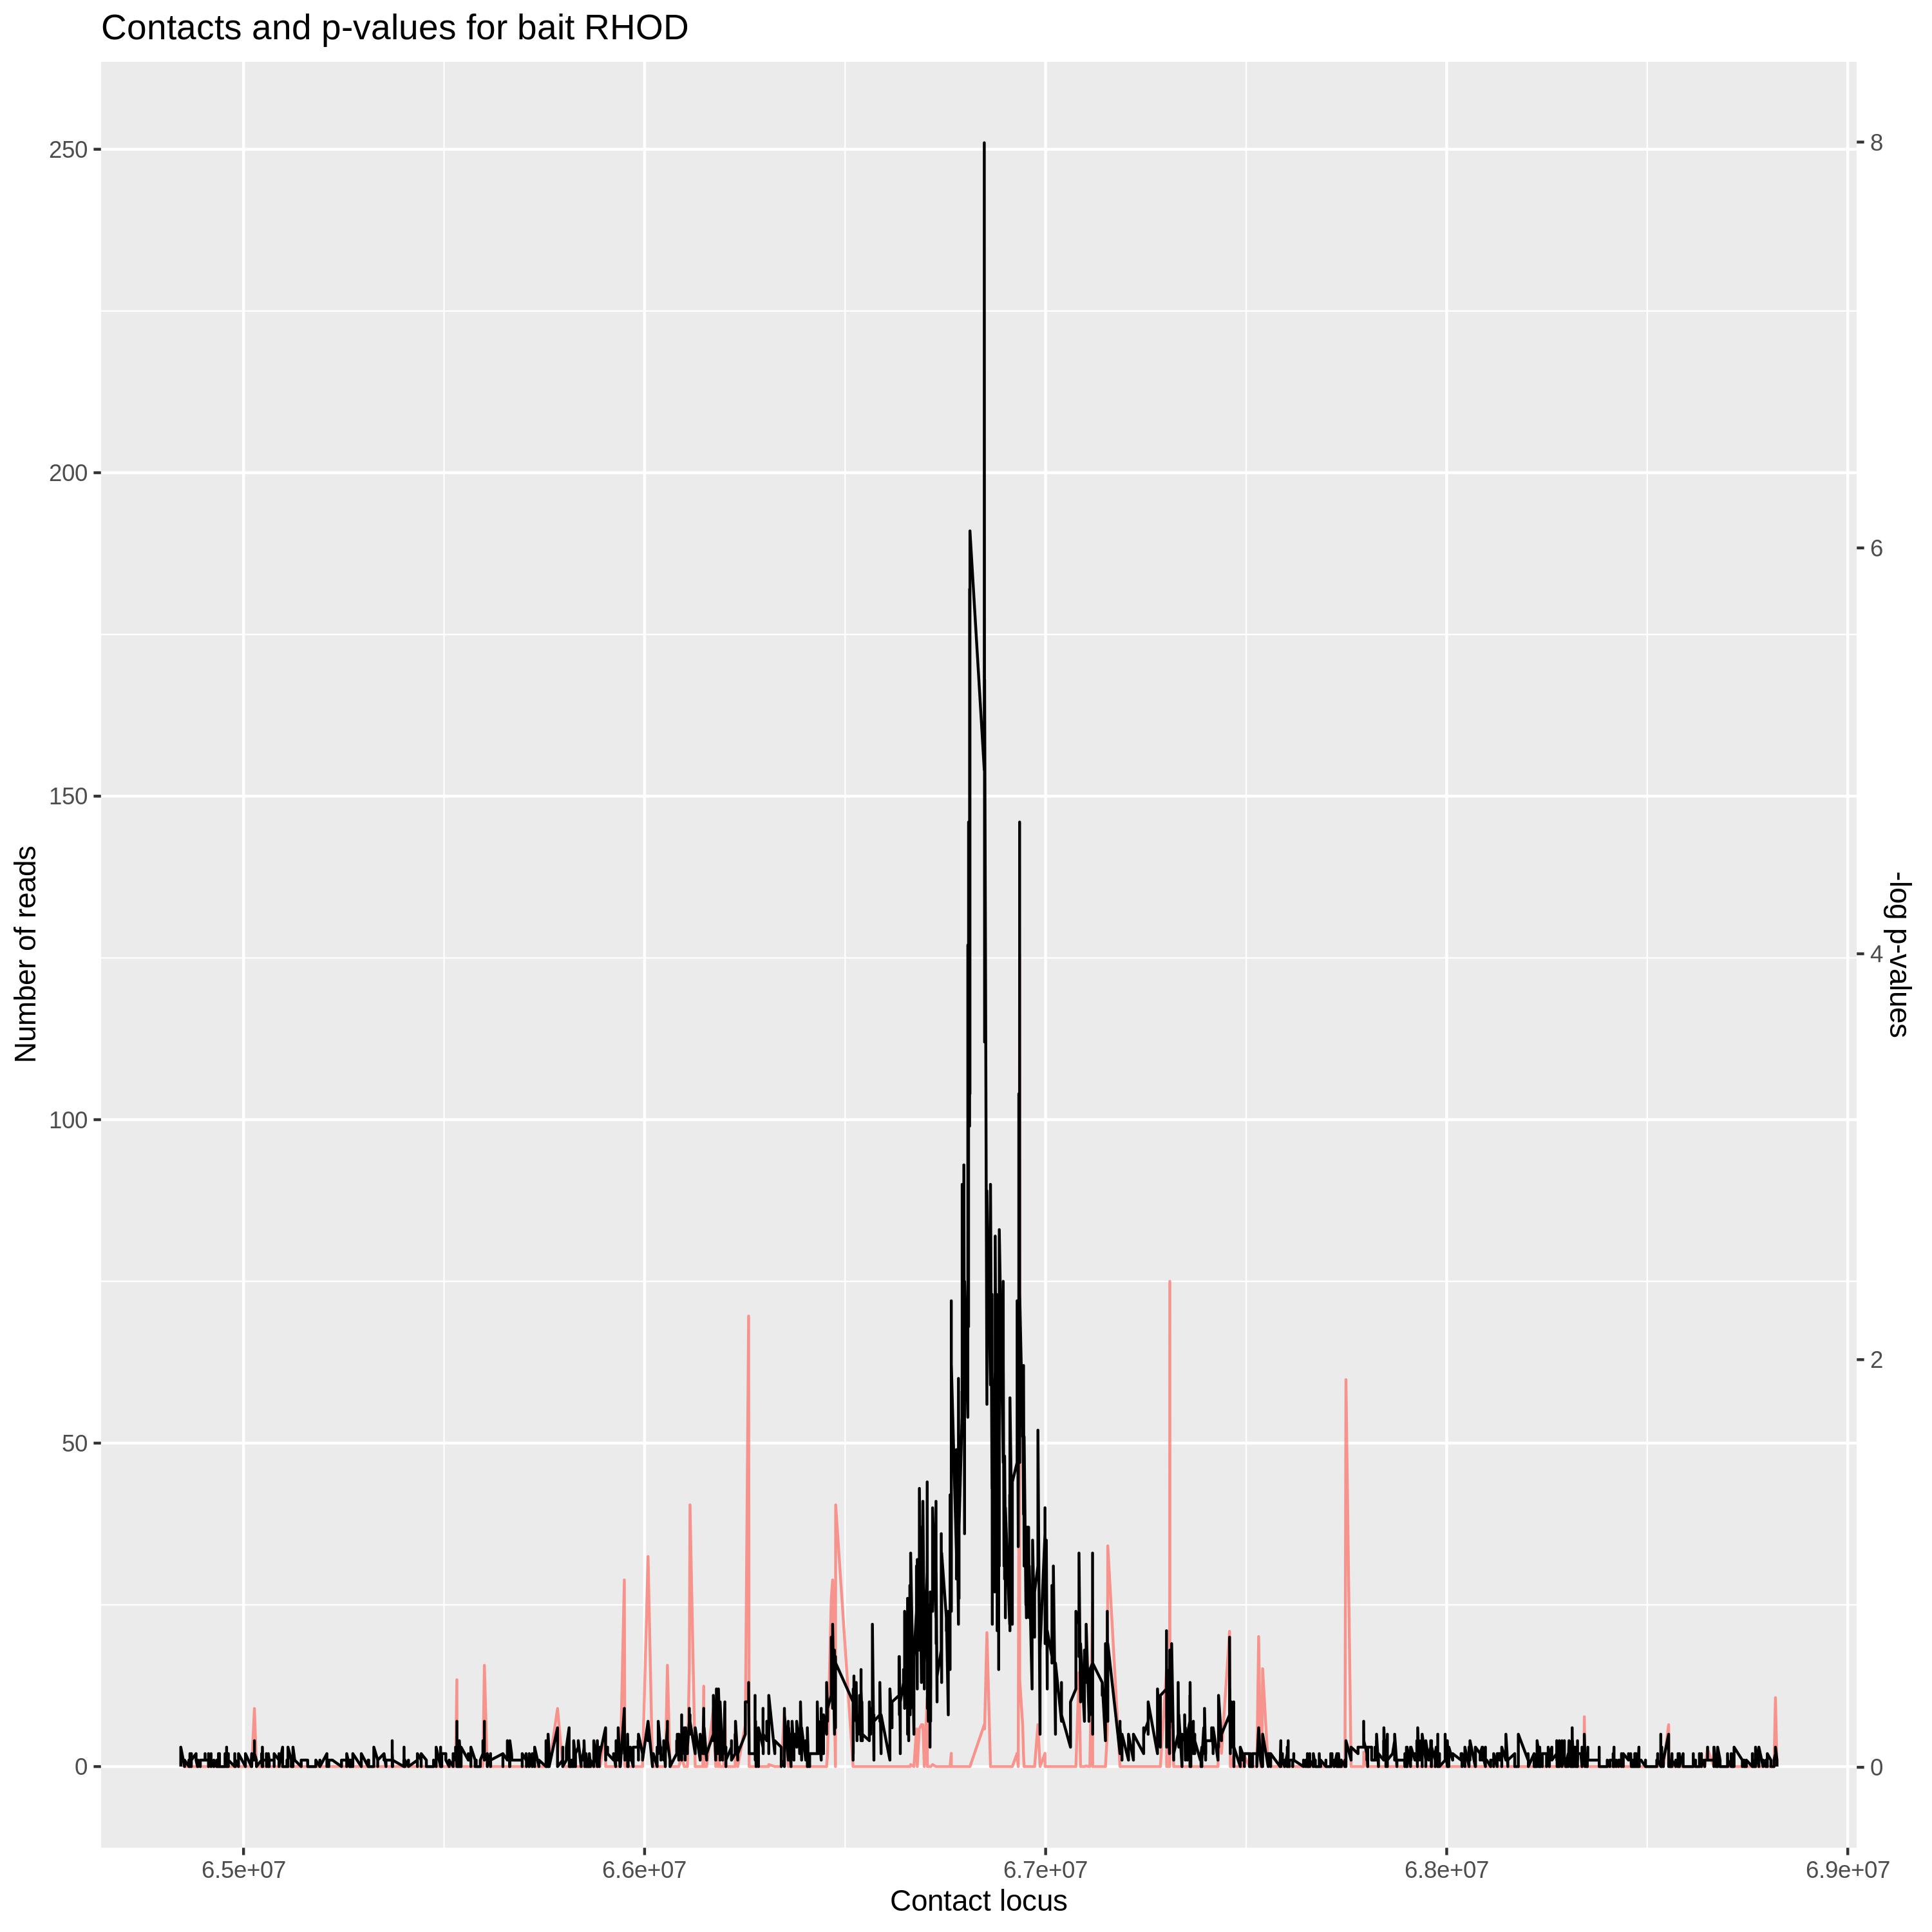 Contacts and p-values for bait RHOD
250
200
150
100
50
0
Number of reads
8
6
4
2
0
-log p-values
6.5e+07
6.6e+07
6.7e+07
6.8e+07
6.9e+07
Contact locus